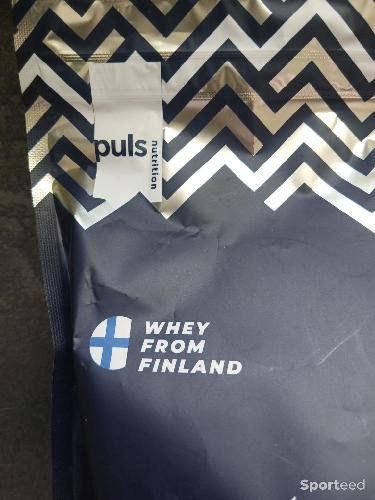 puls
nutrition
WHEY
FROM
FINLAND
Sporteed